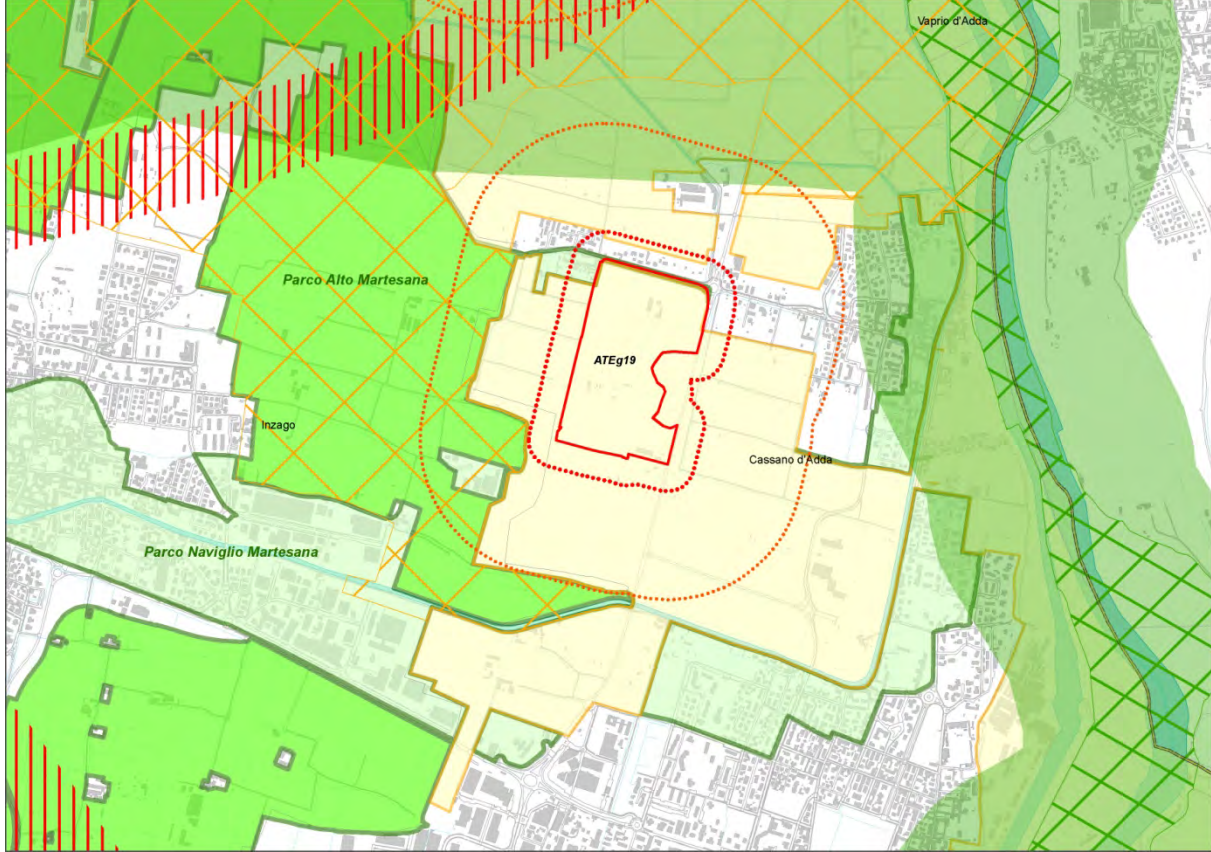 Vaprio d'Adda
Parco Alto Martesana
ATEg19
Inzago
Cassano d'Adda
Parco Naviglio Martesana